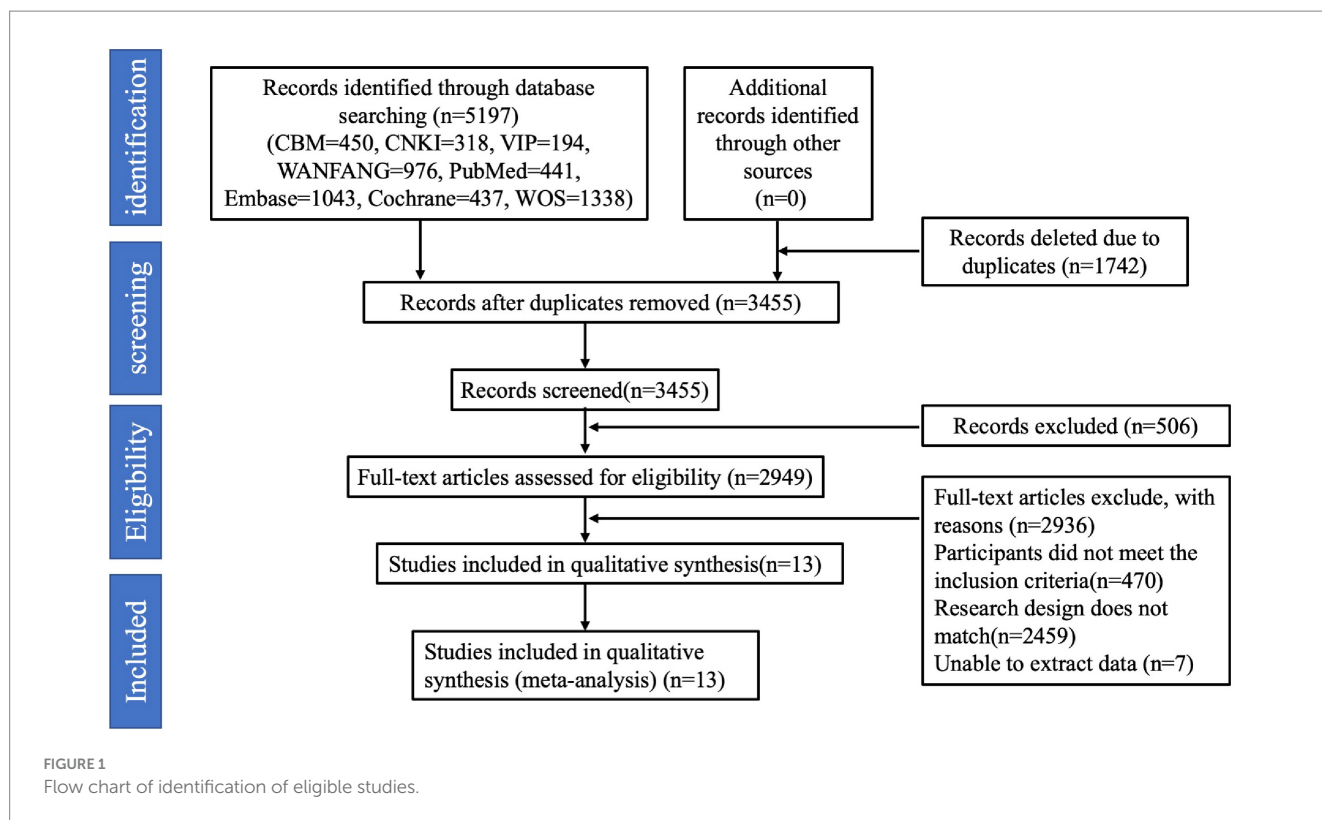 identification
Records identified through database
searching (n=5197)
(CBM=450, CNKI=318, VIP=194,
WANFANG=976, PubMed=441,
Embase=1043, Cochrane=437, WOS=1338)
Additional
records identified
through other
sources
(n=0)
Records deleted due to
duplicates (n=1742)
screening
Records after duplicates removed (n=3455)
Records screened(n=3455)
Records excluded (n=506)
Eligibility
Full-text articles assessed for eligibility (n=2949)
Full-text articles exclude, with
reasons (n=2936)
Participants did not meet the
inclusion criteria(n=470)
Research design does not
match(n=2459)
Unable to extract data (n=7)
Studies included in qualitative synthesis(n=13)
Included
Studies included in qualitative
synthesis (meta-analysis) (n=13)
FIGURE 1
Flow chart of identification of eligible studies.